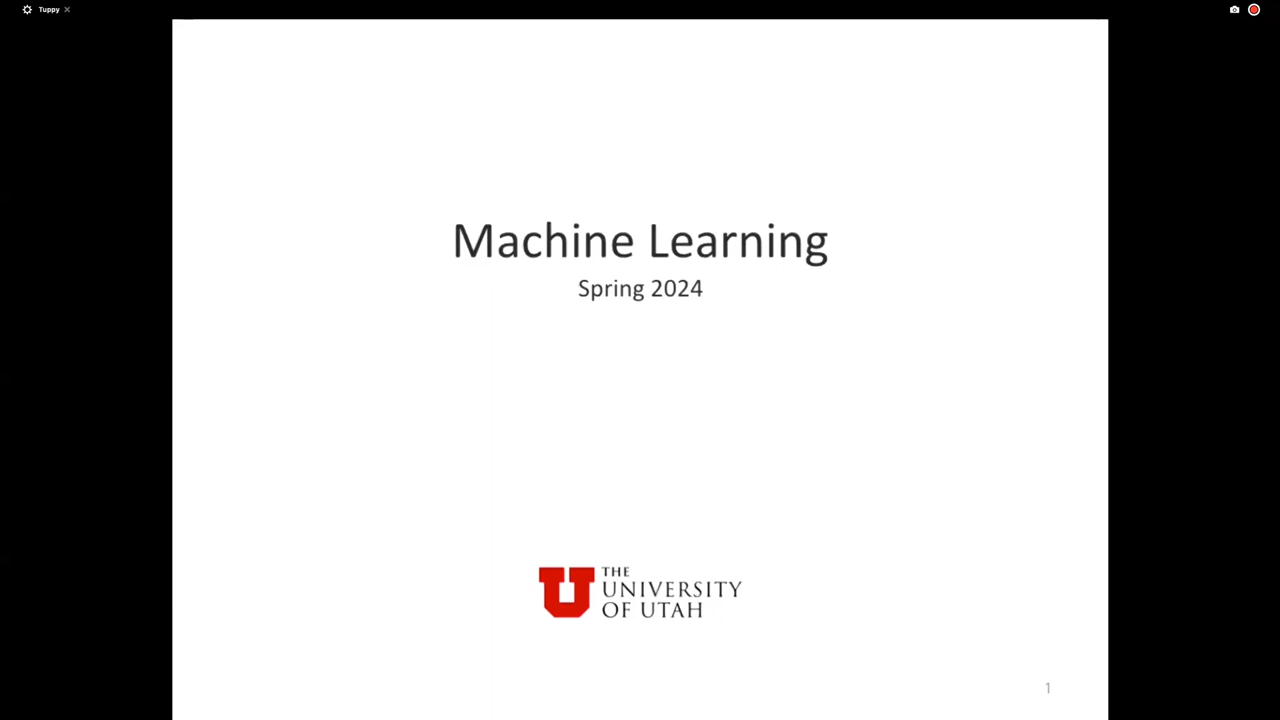 Tuppy
Machine Learning
Spring 2024
THE
UNIVERSITY
OF UTAH
1